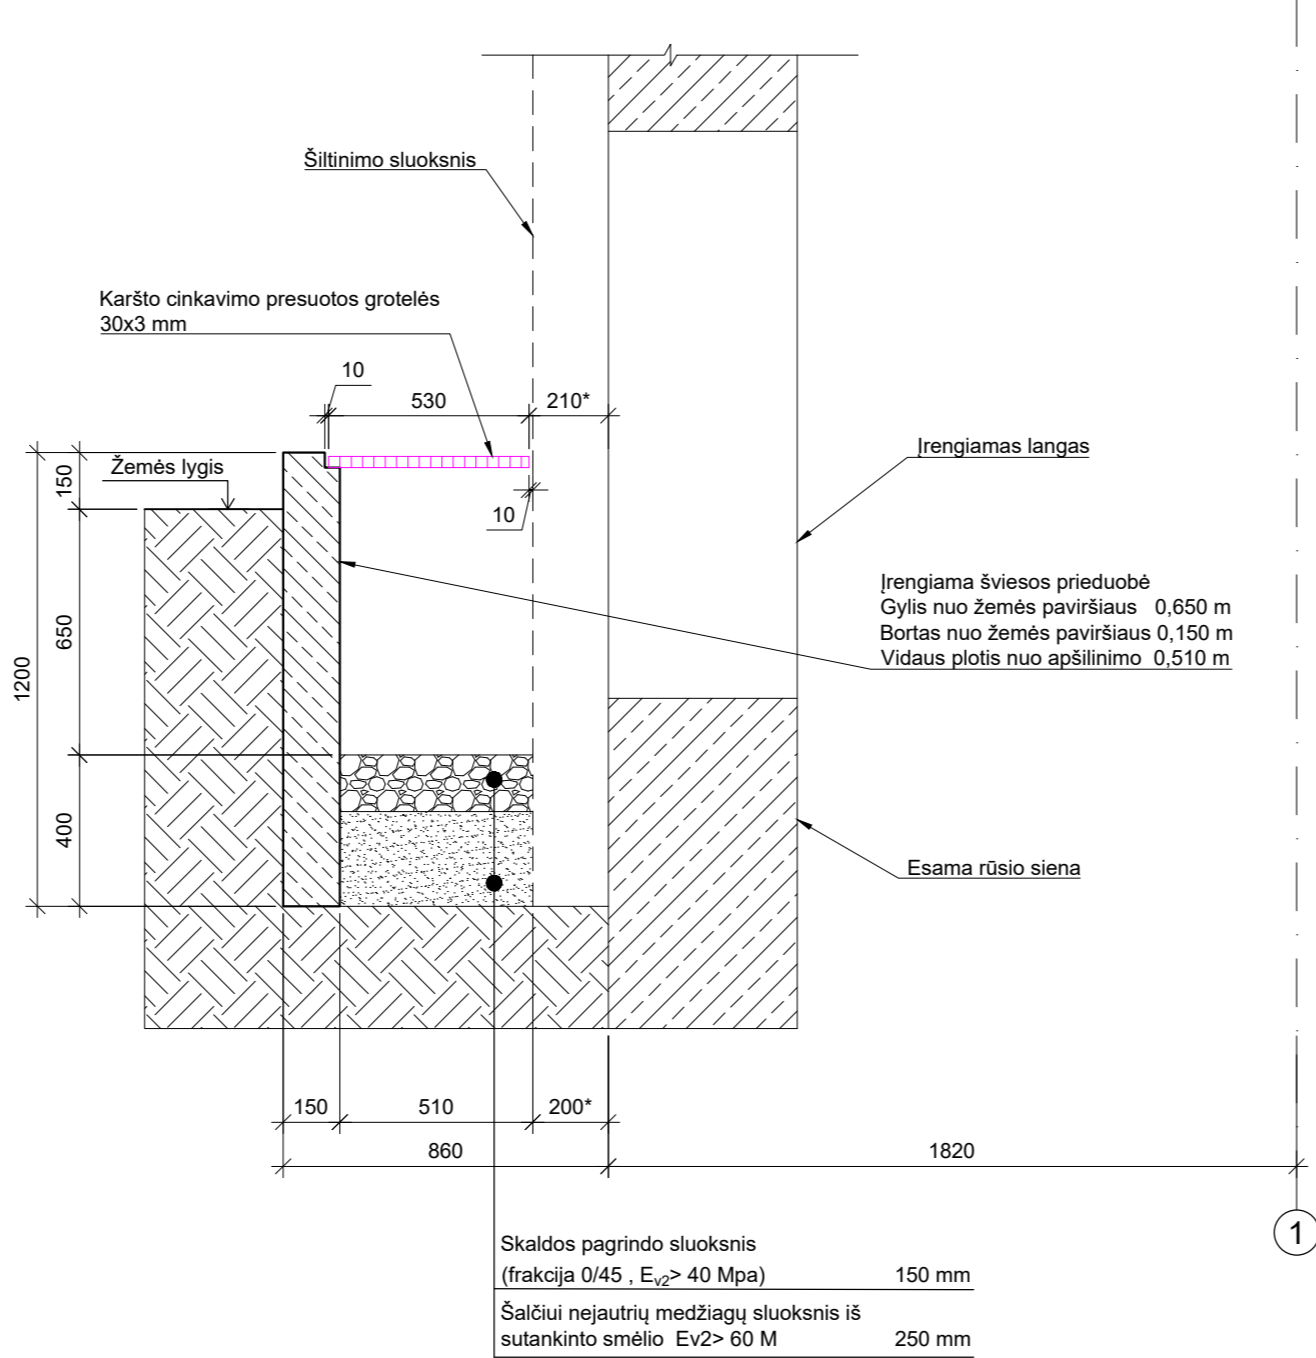 Šiltinimo sluoksnis
Karšto cinkavimo presuotos grotelės
30x3 mm
10
530
210*
Įrengiamas langas
150
Žemės lygis
10
Įrengiama šviesos prieduobė
Gylis nuo žemės paviršiaus 0,650 m
Bortas nuo žemės paviršiaus 0,150 m
Vidaus plotis nuo apšilinimo 0,510 m
650
1200
400
Esama rūsio siena
150
510
200*
860
1820
1
Skaldos pagrindo sluoksnis
(frakcija 0/45 , Ev2> 40 Mpa) 150 mm
Šalčiui nejautrių medžiagų sluoksnis iš
sutankinto smėlio Ev2> 60 M 250 mm